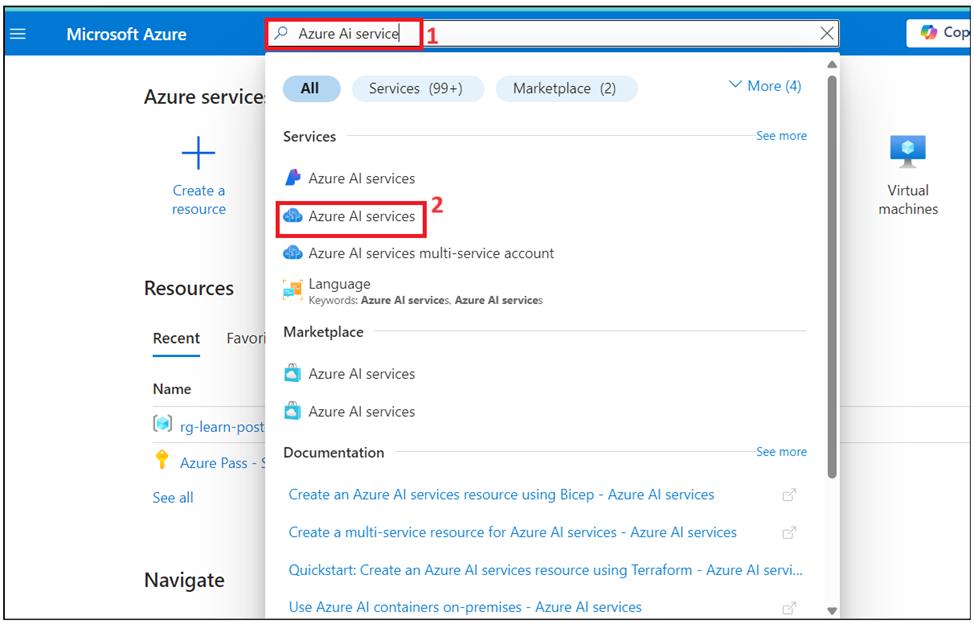 Microsoft Azure
Azure Ai service
1
Cop
Azure services
All
Services (99+)
Marketplace (2)
More (4)
Services
See more
Create a
resource
Azure AI services
Azure AI services
2
Azure AI services multi-service account
Language
Keywords: Azure AI services, Azure AI services
Virtual
machines
Resources
Recent
Favori
Name
rg-learn-post
Azure Pass - S
See all
Navigate
Marketplace
Azure AI services
Azure AI services
Documentation
See more
Create an Azure AI services resource using Bicep - Azure AI services
Create a multi-service resource for Azure AI services - Azure AI services
Quickstart: Create an Azure AI services resource using Terraform - Azure AI servi...
Use Azure AI containers on-premises - Azure AI services